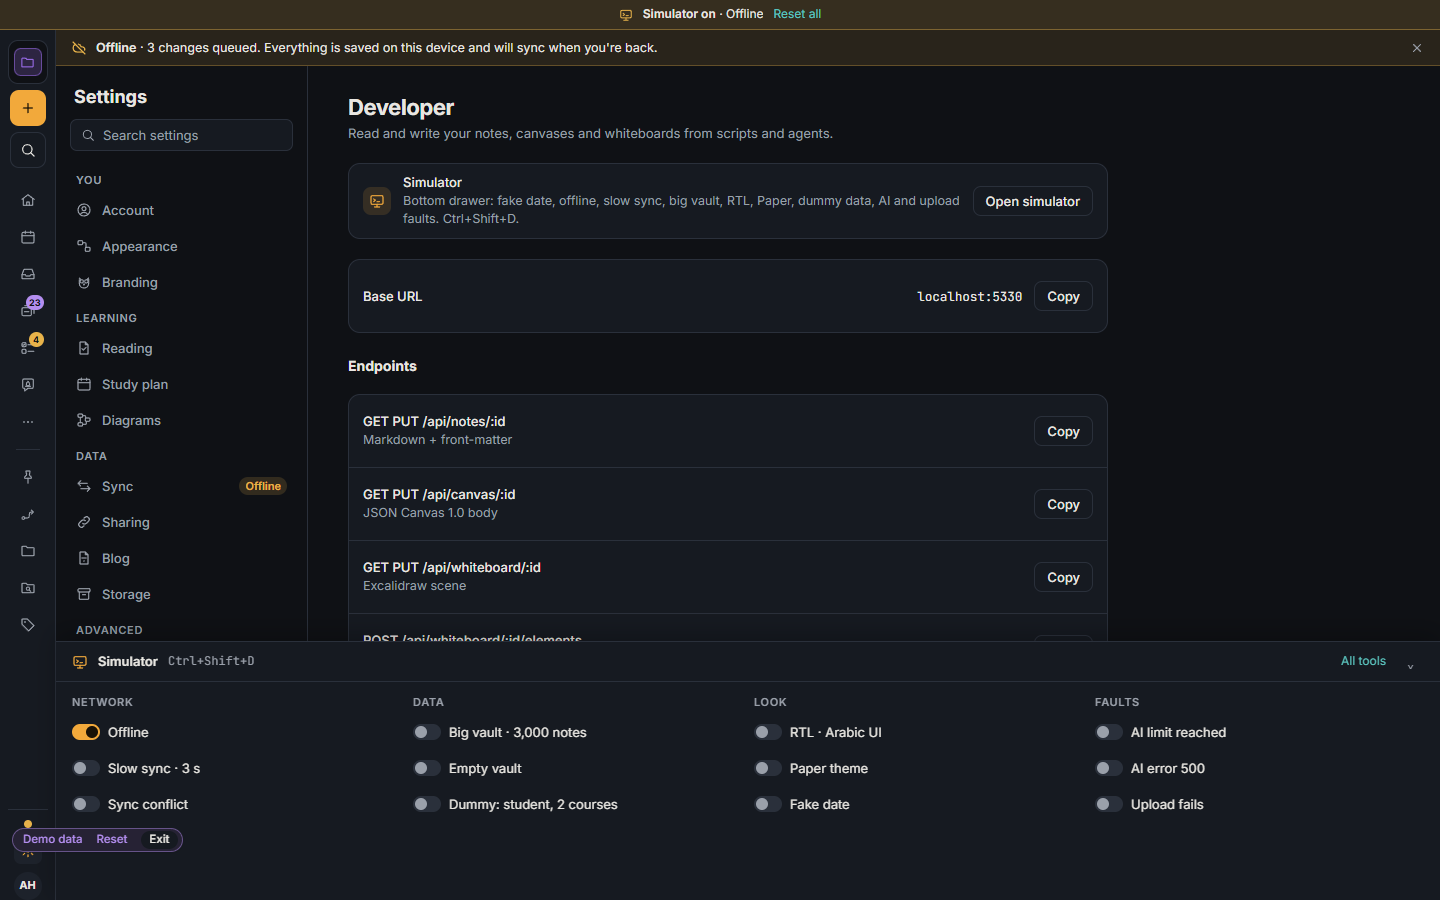 Simulator on · Offline Reset all
Offline · 3 changes queued. Everything is saved on this device and will sync when you're back.
23
4
AH
Settings
Search settings
YOU
Account
Appearance
Branding
LEARNING
Reading
Study plan
Diagrams
DATA
Sync Offline
Sharing
Blog
Storage
ADVANCED
Developer
Read and write your notes, canvases and whiteboards from scripts and agents.
Simulator
Bottom drawer: fake date, offline, slow sync, big vault, RTL, Paper, dummy data, AI and upload
faults. Ctrl+Shift+D.
Open simulator
Base URL localhost:5330 Copy
Endpoints
GET PUT /api/notes/:id
Markdown + front-matter
Copy
GET PUT /api/canvas/:id
JSON Canvas 1.0 body
Copy
GET PUT /api/whiteboard/:id
Excalidraw scene
Copy
POST /api/whiteboard/:id/elements
Simulator Ctrl+Shift+D All tools
NETWORK
Offline
Slow sync · 3 s
Sync conflict
DATA
Big vault · 3,000 notes
Empty vault
Dummy: student, 2 courses
LOOK
RTL · Arabic UI
Paper theme
Fake date
FAULTS
AI limit reached
AI error 500
Upload fails
Demo data Reset Exit